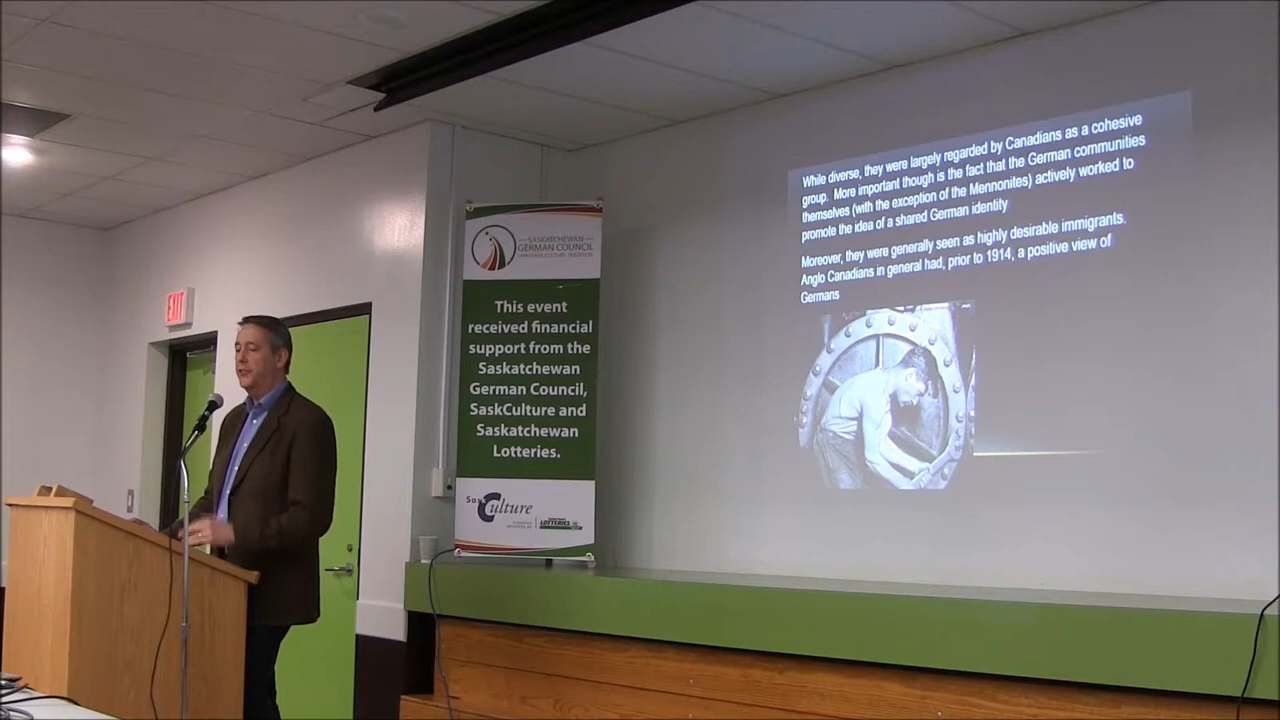 EXIT
SASKATCHEWAN
GERMAN COUNCIL
LANGUAGE. CULTURE. TRADITION.
This event
received financial
support from the
Saskatchewan
German Council,
SaskCulture and
Saskatchewan
Lotteries.
Culture
LOTTERIES
While diverse, they were largely regarded by Canadians as a cohesive
group. More important though is the fact that the German communities
themselves (with the exception of the Mennonites) actively worked to
promote the idea of a shared German identity
Moreover, they were generally seen as highly desirable immigrants.
Anglo Canadians in general had, prior to 1914, a positive view of
Germans